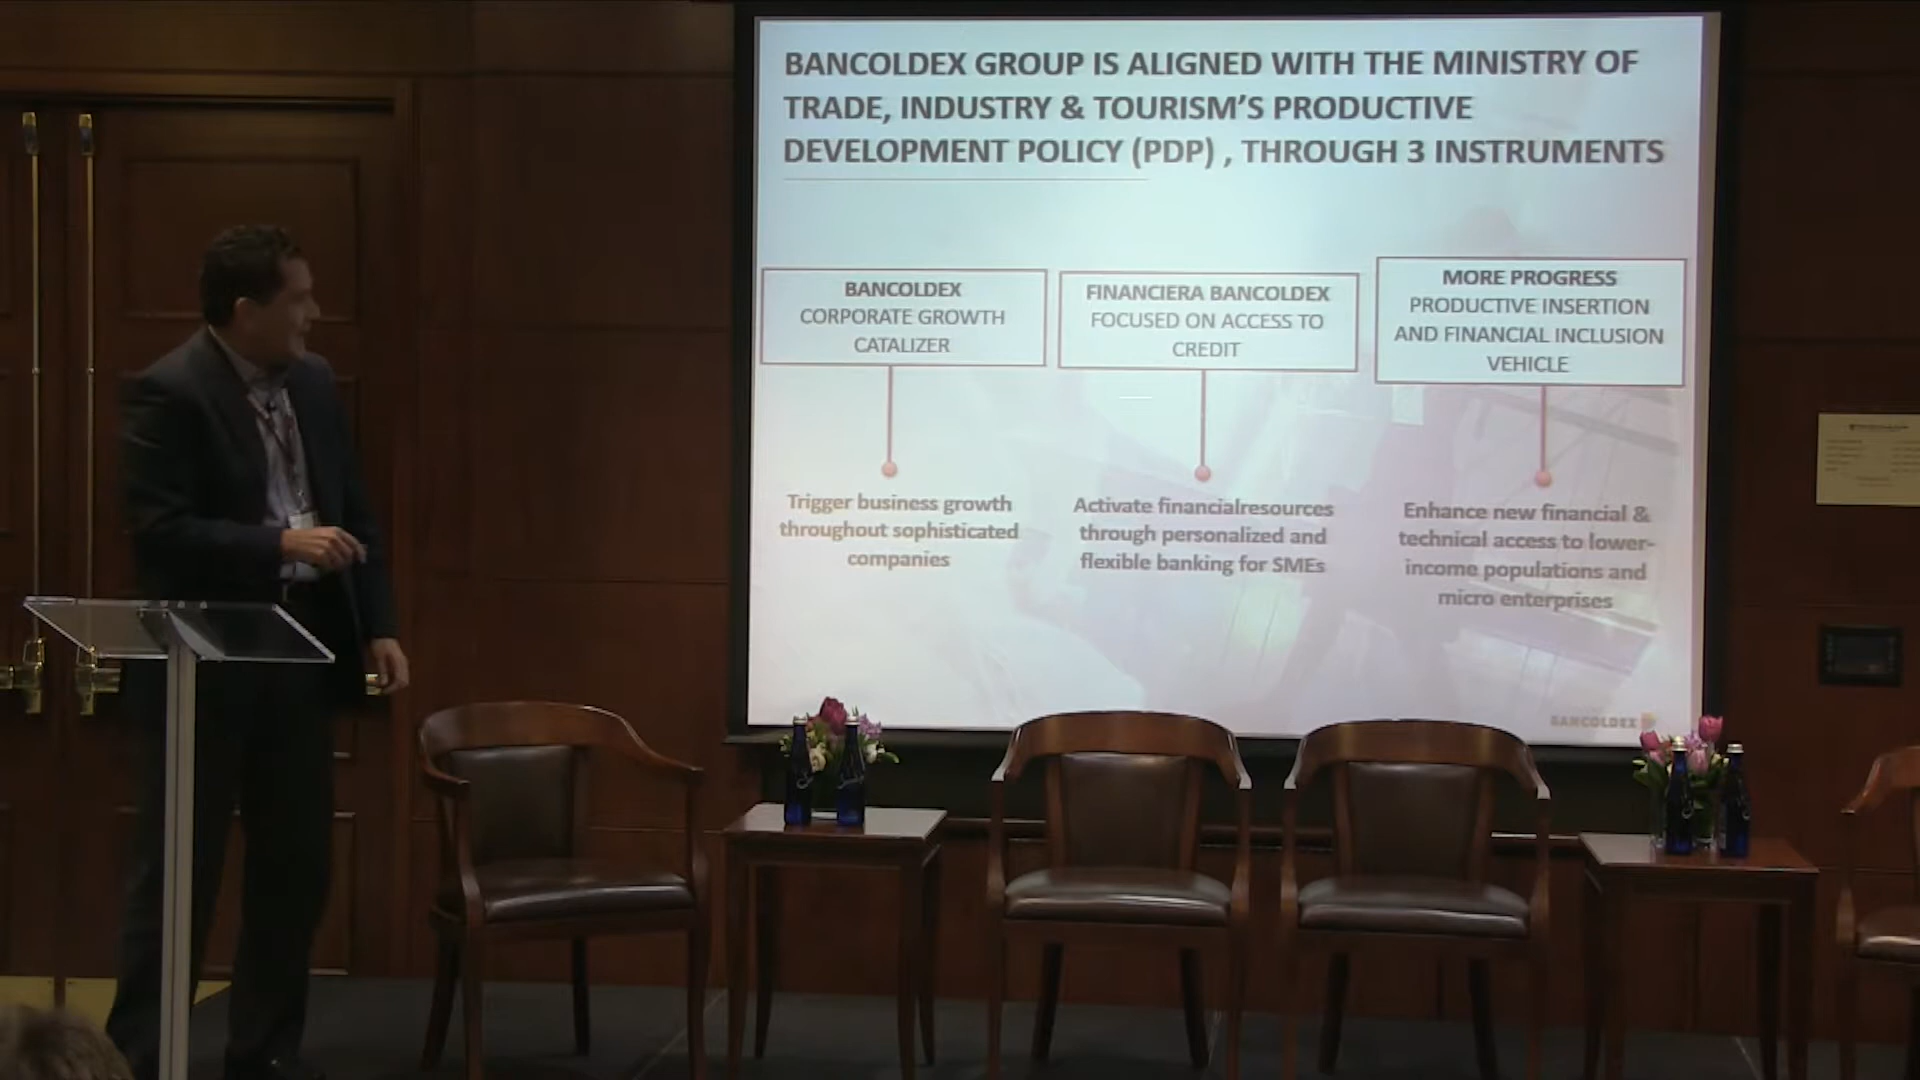 BANCOLDEX GROUP IS ALIGNED WITH THE MINISTRY OF
TRADE, INDUSTRY & TOURISM'S PRODUCTIVE
DEVELOPMENT POLICY (PDP) , THROUGH 3 INSTRUMENTS
BANCOLDEX
CORPORATE GROWTH
CATALIZER
Trigger business growth
throughout sophisticated
companies
FINANCIERA BANCOLDEX
FOCUSED ON ACCESS TO
CREDIT
Activate financialresources
through personalized and
flexible banking for SMEs
MORE PROGRESS
PRODUCTIVE INSERTION
AND FINANCIAL INCLUSION
VEHICLE
Enhance new financial &
technical access to lower-
income populations and
micro enterprises
BANCOLDEX